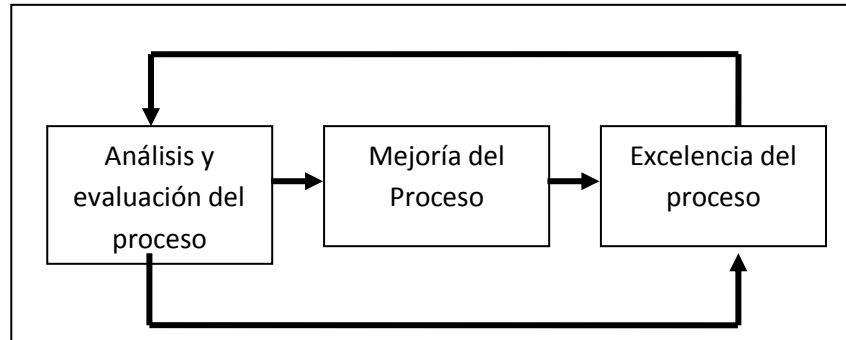 Análisis y
evaluación del
proceso
Mejoría del
Proceso
Excelencia del
proceso